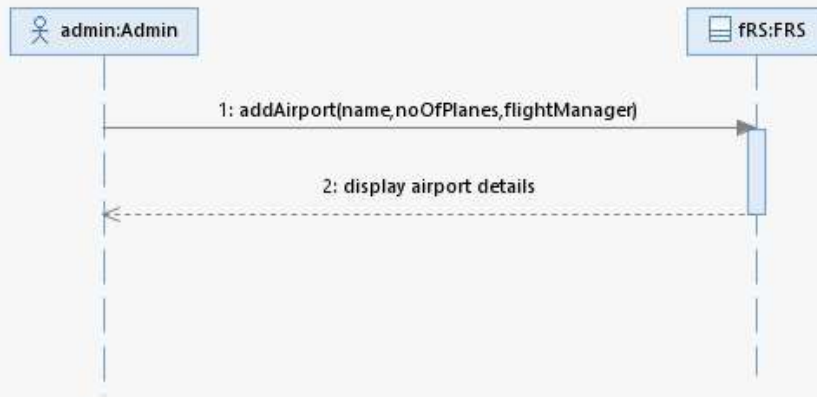 admin:Admin
fRS:FRS
1: addAirport(name,noOfPlanes,flightManager)
2: display airport details